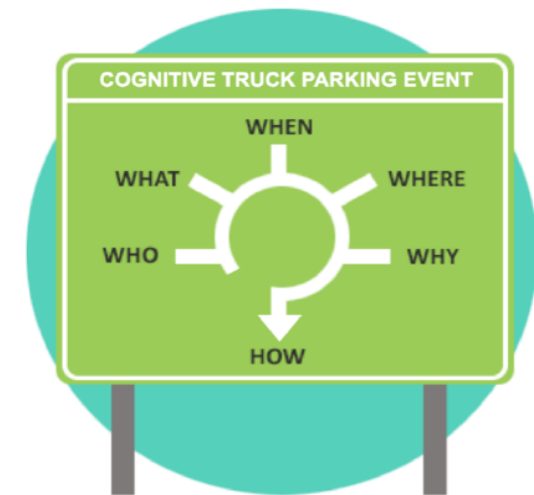 COGNITIVE TRUCK PARKING EVENT
WHEN
WHAT
WHERE
WHO
WHY
HOW